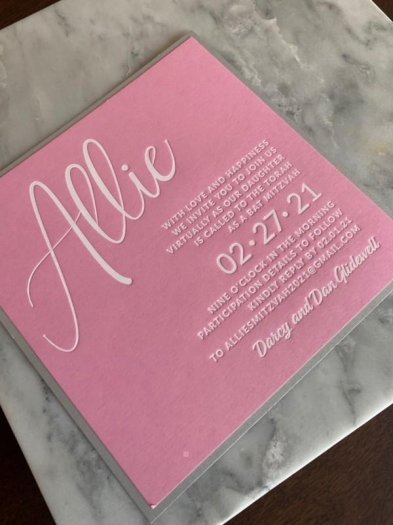 Allie
WITH LOVE AND HAPPINESS
WE INVITE YOU TO JOIN US
VIRTUALLY AS OUR DAUGHTER
IS CALLED TO THE TORAH
AS A BAT MITZVAH
02•27•21
NINE O'CLOCK IN THE MORNING
PARTICIPATION DETAILS TO FOLLOW
KINDLY REPLY BY 02.01.21
TO ALLIESMITZVAH2021@GMAIL.COM
Darcy and Dan Glidewell